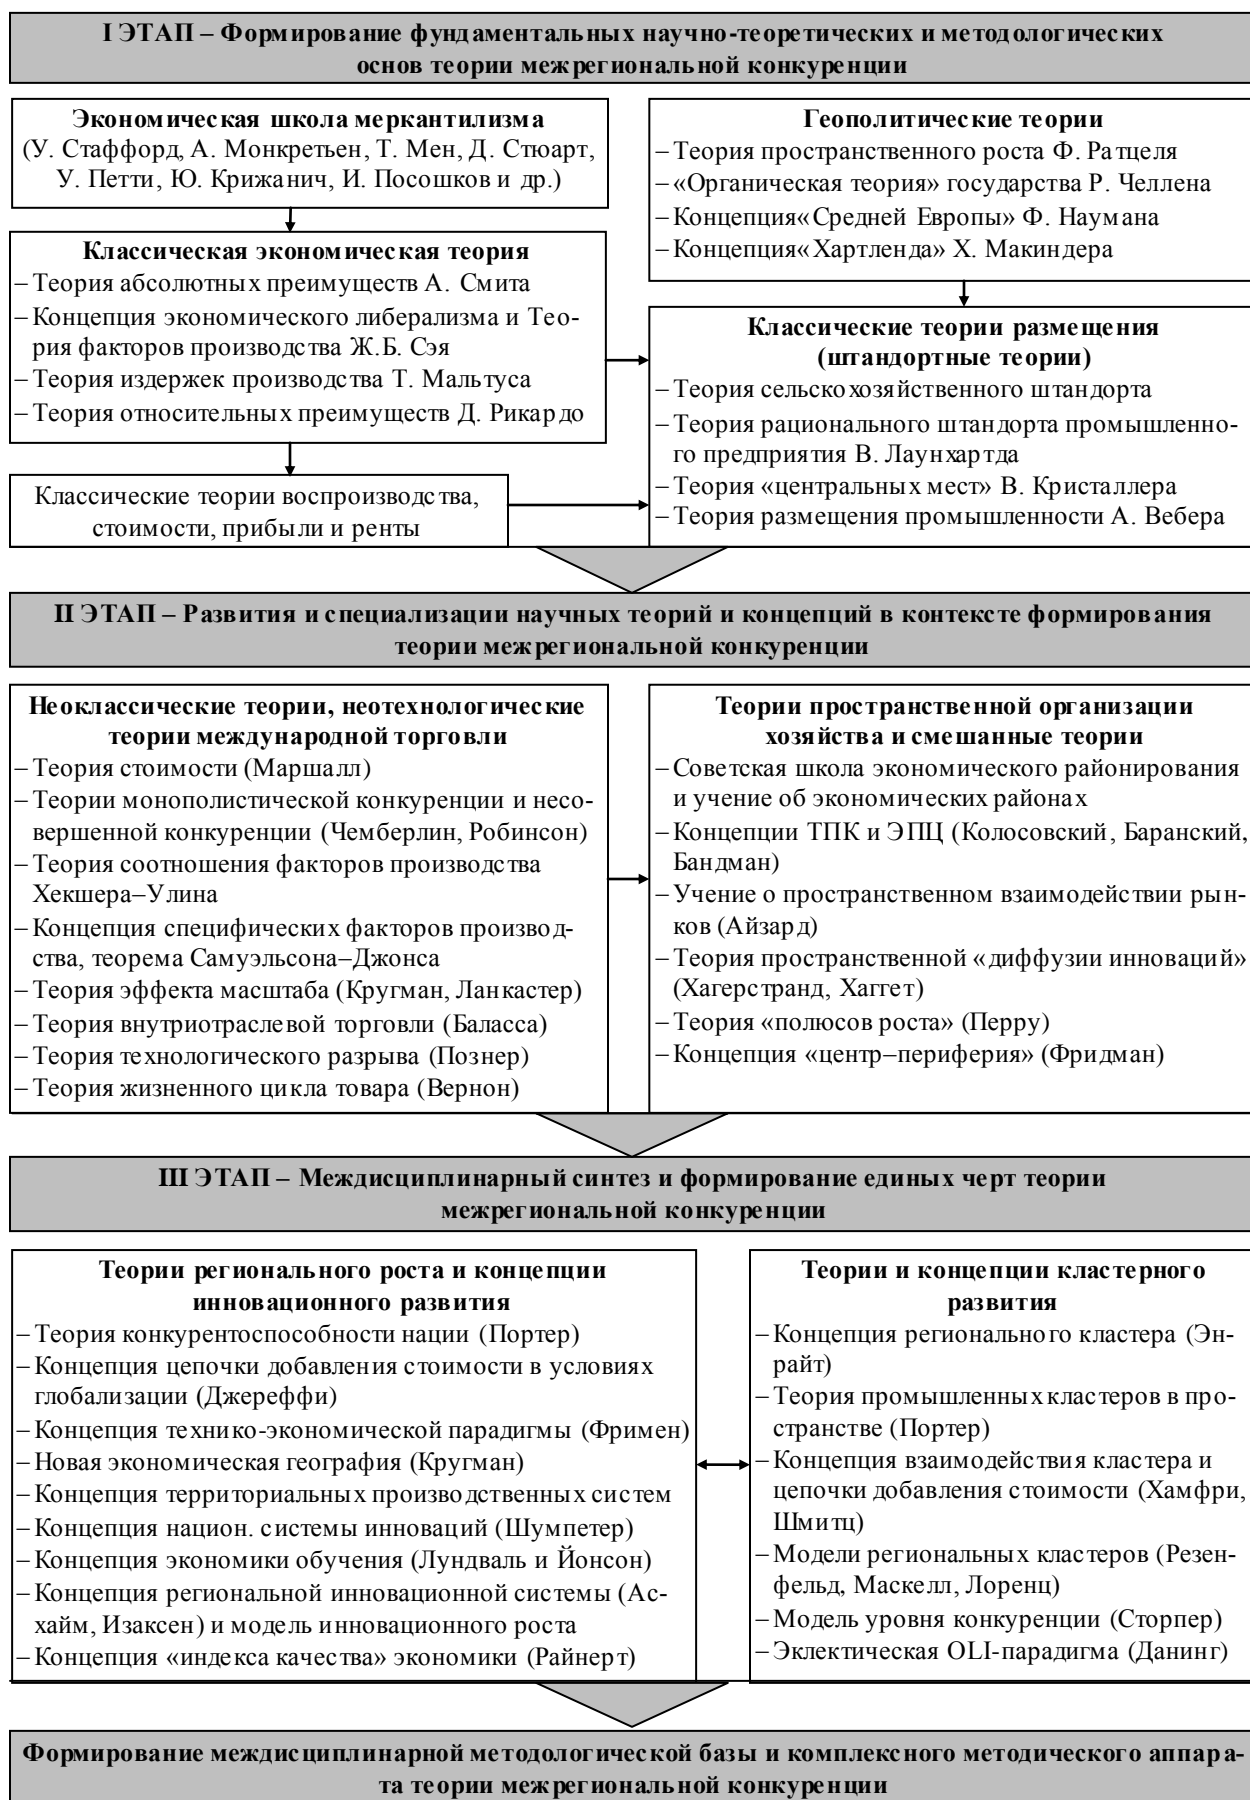 I ЭТАП – Формирование фундаментальных научно-теоретических и методологических
основ теории межрегиональной конкуренции
Экономическая школа меркантилизма
(У. Стаффорд, А. Монкретьен, Т. Мен, Д. Стюарт,
У. Петти, Ю. Крижанич, И. Посошков и др.)
Классическая экономическая теория
– Теория абсолютных преимуществ А. Смита
– Концепция экономического либерализма и Тео-
рия факторов производства Ж.Б. Сэя
– Теория издержек производства Т. Мальтуса
– Теория относительных преимуществ Д. Рикардо
Классические теории воспроизводства,
стоимости, прибыли и ренты
Геополитические теории
– Теория пространственного роста Ф. Ратцеля
– «Органическая теория» государства Р. Челлена
– Концепция«Средней Европы» Ф. Наумана
– Концепция«Хартленда» Х. Макиндера
Классические теории размещения
(штандортные теории)
– Теория сельскохозяйственного штандорта
– Теория рационального штандорта промышленно-
го предприятия В. Лаунхартда
– Теория «центральных мест» В. Кристаллера
– Теория размещения промышленности А. Вебера
II ЭТАП – Развития и специализации научных теорий и концепций в контексте формирования
теории межрегиональной конкуренции
Неоклассические теории, неотехнологические
теории международной торговли
– Теория стоимости (Маршалл)
– Теории монополистической конкуренции и несо-
вершенной конкуренции (Чемберлин, Робинсон)
– Теория соотношения факторов производства
Хекшера–Улина
– Концепция специфических факторов производ-
ства, теорема Самуэльсона–Джонса
– Теория эффекта масштаба (Кругман, Ланкастер)
– Теория внутриотраслевой торговли (Баласса)
– Теория технологического разрыва (Познер)
– Теория жизненного цикла товара (Вернон)
Теории пространственной организации
хозяйства и смешанные теории
– Советская школа экономического районирования
и учение об экономических районах
– Концепции ТПК и ЭПЦ (Колосовский, Баранский,
Бандман)
– Учение о пространственном взаимодействии рын-
ков (Айзард)
– Теория пространственной «диффузии инноваций»
(Хагерстранд, Хаггет)
– Теория «полюсов роста» (Перру)
– Концепция «центр–периферия» (Фридман)
III ЭТАП – Междисциплинарный синтез и формирование единых черт теории
межрегиональной конкуренции
Теории регионального роста и концепции
инновационного развития
– Теория конкурентоспособности нации (Портер)
– Концепция цепочки добавления стоимости в условиях
глобализации (Джереффи)
– Концепция технико-экономической парадигмы (Фримен)
– Новая экономическая география (Кругман)
– Концепция территориальных производственных систем
– Концепция национ. системы инноваций (Шумпетер)
– Концепция экономики обучения (Лундваль и Йонсон)
– Концепция региональной инновационной системы (Ас-
хайм, Изаксен) и модель инновационного роста
– Концепция «индекса качества» экономики (Райнерт)
Теории и концепции кластерного
развития
– Концепция регионального кластера (Эн-
райт)
– Теория промышленных кластеров в про-
странстве (Портер)
– Концепция взаимодействия кластера и
цепочки добавления стоимости (Хамфри,
Шмитц)
– Модели региональных кластеров (Резен-
фельд, Маскелл, Лоренц)
– Модель уровня конкуренции (Сторпер)
– Эклектическая OLI-парадигма (Данинг)
Формирование междисциплинарной методологической базы и комплексного методического аппара-
та теории межрегиональной конкуренции